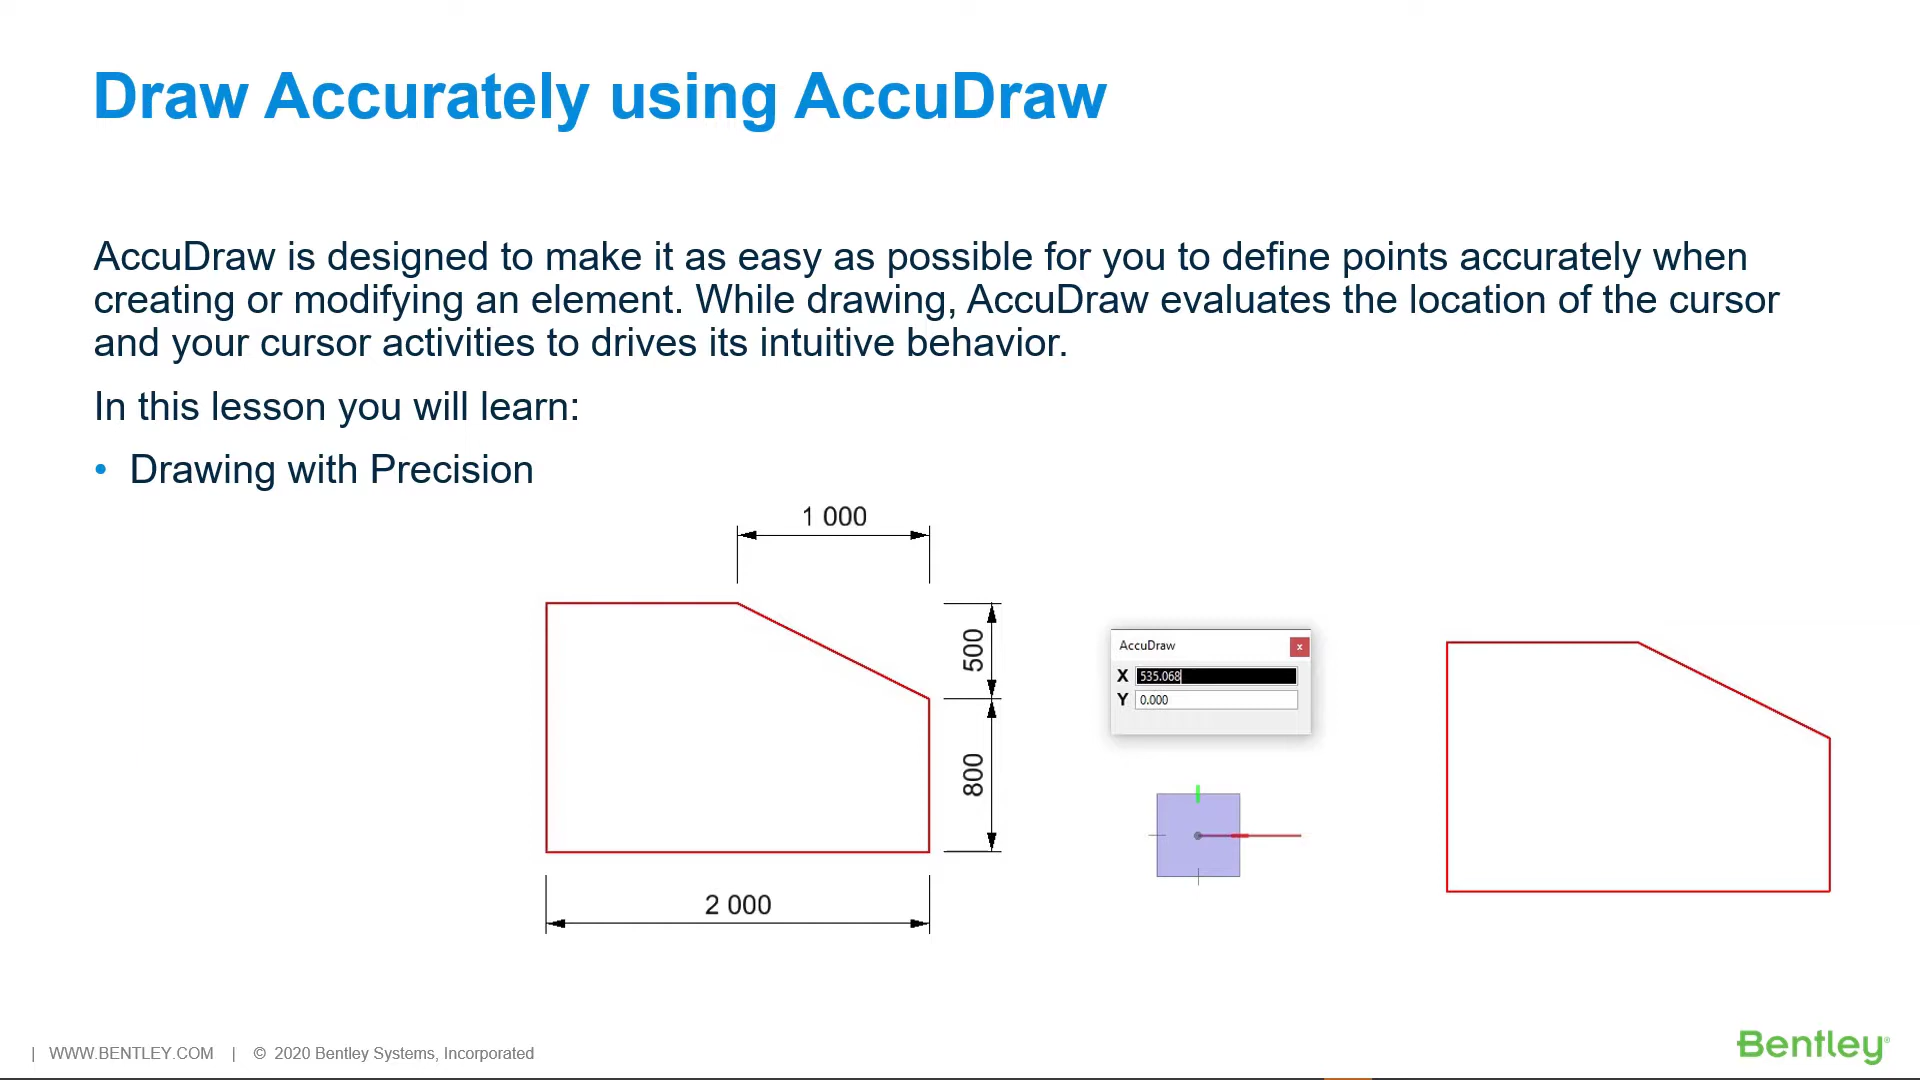 Draw Accurately using AccuDraw
AccuDraw is designed to make it as easy as possible for you to define points accurately when
creating or modifying an element. While drawing, AccuDraw evaluates the location of the cursor
and your cursor activities to drives its intuitive behavior.
In this lesson you will learn:
• Drawing with Precision
1 000
500
800
2 000
AccuDraw
x
X 535.068
Y 0.000
| WWW.BENTLEY.COM | © 2020 Bentley Systems, Incorporated
Bentley®